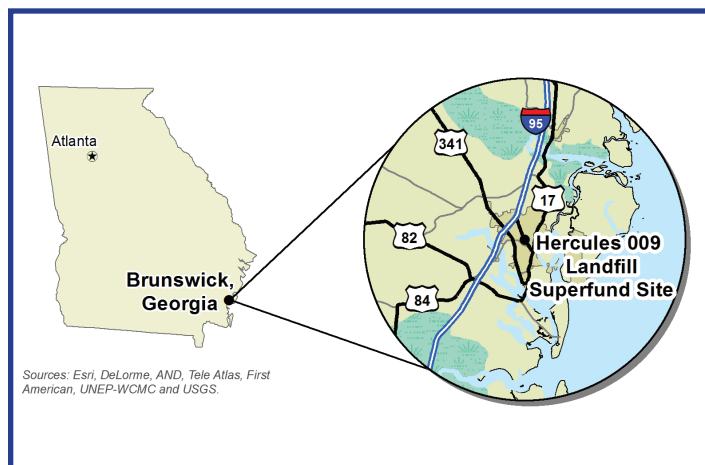 Atlanta
Brunswick,
Georgia
Sources: Esri, DeLorme, AND, Tele Atlas, First
American, UNEP-WCMC and USGS.
95
341
17
82
Hercules 009
Landfill
Superfund Site
84